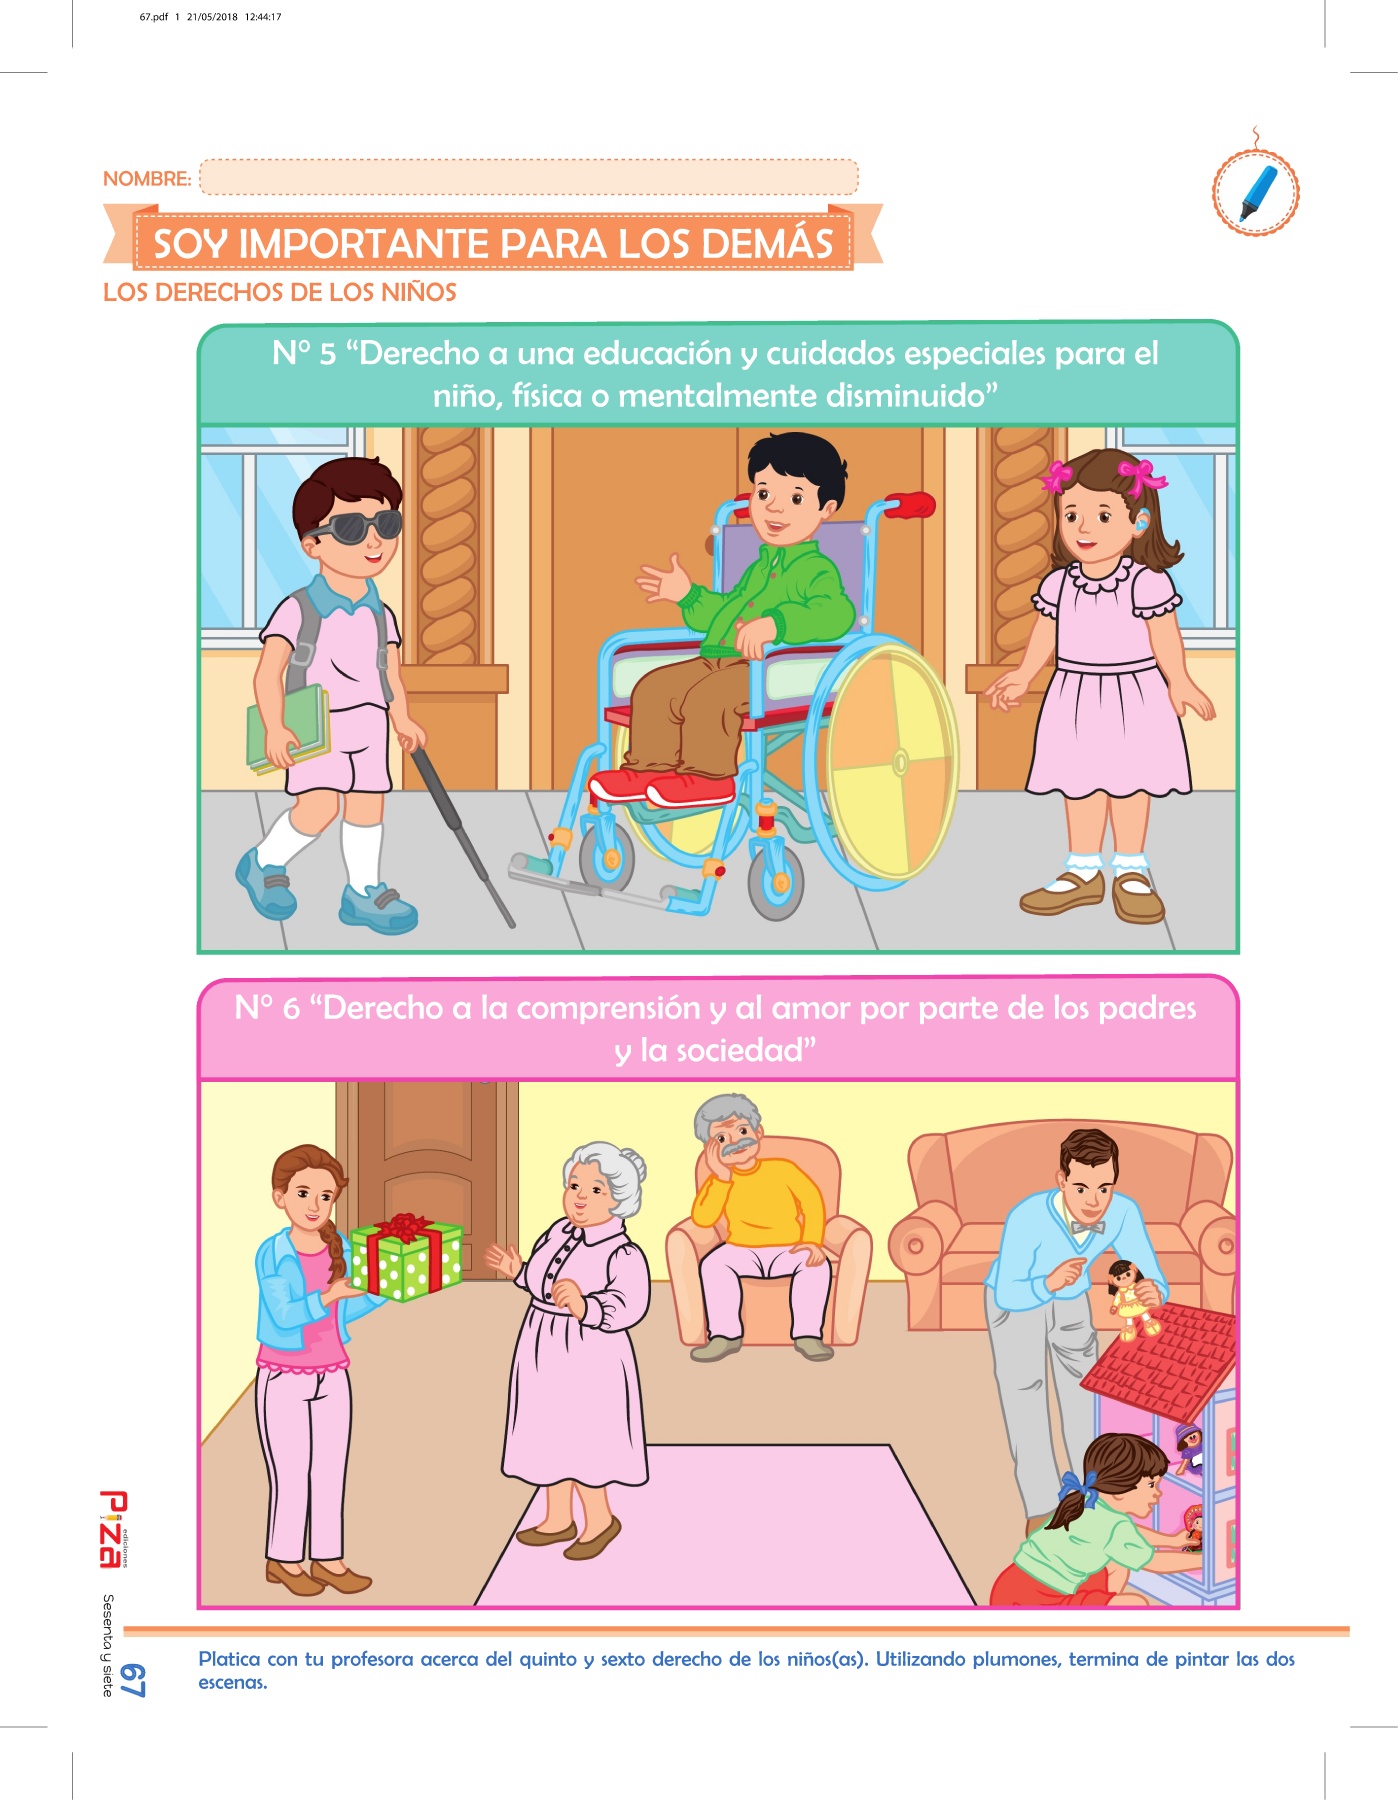 67.pdf 1 21/05/2018 12:44:17
NOMBRE:
SOY IMPORTANTE PARA LOS DEMÁS
LOS DERECHOS DE LOS NIÑOS
Nº 5 “Derecho a una educación y cuidados especiales para el
niño, física o mentalmente disminuido”
Nº 6 “Derecho a la comprensión y al amor por parte de los padres
y la sociedad”
Piza
ediciones
Sesenta y siete
67
Platica con tu profesora acerca del quinto y sexto derecho de los niños(as). Utilizando plumones, termina de pintar las dos
escenas.